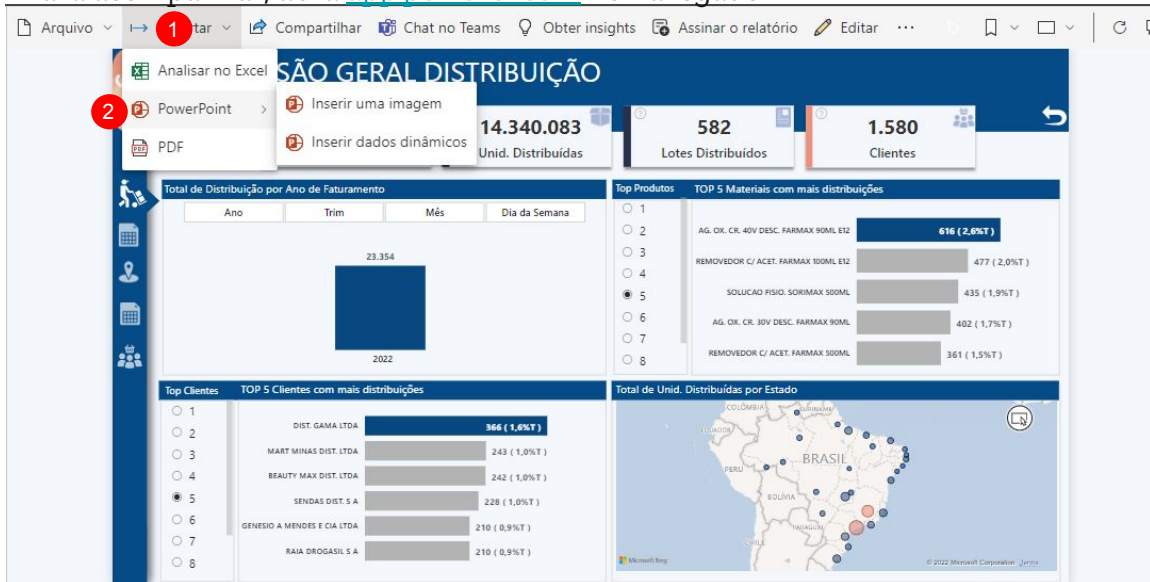 Arquivo
1
tar
Compartilhar
Chat no Teams
Obter insights
Assinar o relatório
Editar
...
Analisar no Excel
2
PowerPoint
PDF
Inserir uma imagem
Inserir dados dinâmicos
SÃO GERAL DISTRIBUIÇÃO
14.340.083
Unid. Distribuídas
582
Lotes Distribuídos
1.580
Clientes
Total de Distribuição por Ano de Faturamento
Ano
Trim
Mês
Dia da Semana
23.354
2022
Top Produtos
1
2
3
4
5
6
7
8
TOP 5 Materiais com mais distribuições
AG. OX. CR. 40V DESC. FARMAX 90ML E12
616 ( 2,6%T )
REMOVEDOR C/ ACET. FARMAX 100ML E12
477 ( 2,0%T )
SOLUCAO FISIO. SORIMAX 500ML
435 ( 1,9%T )
AG. OX. CR. 30V DESC. FARMAX 90ML
402 ( 1,7%T )
REMOVEDOR C/ ACET. FARMAX 500ML
361 ( 1,5%T )
Top Clientes
1
2
3
4
5
6
7
8
TOP 5 Clientes com mais distribuições
DIST. GAMA LTDA
366 ( 1,6%T )
MART MINAS DIST. LTDA
243 ( 1,0%T )
BEAUTY MAX DIST. LTDA
242 ( 1,0%T )
SENDAS DIST. S A
228 ( 1,0%T )
GENESIO A MENDES E CIA LTDA
210 ( 0,9%T )
RAIA DROGASIL S A
210 ( 0,9%T )
Total de Unid. Distribuídas por Estado
COLÔMBIA
SURINAME
EQUADOR
PERU
BRASIL
BOLÍVIA
PARAGUAI
CHILE
Microsoft Bing
© 2022 Microsoft Corporation Terms